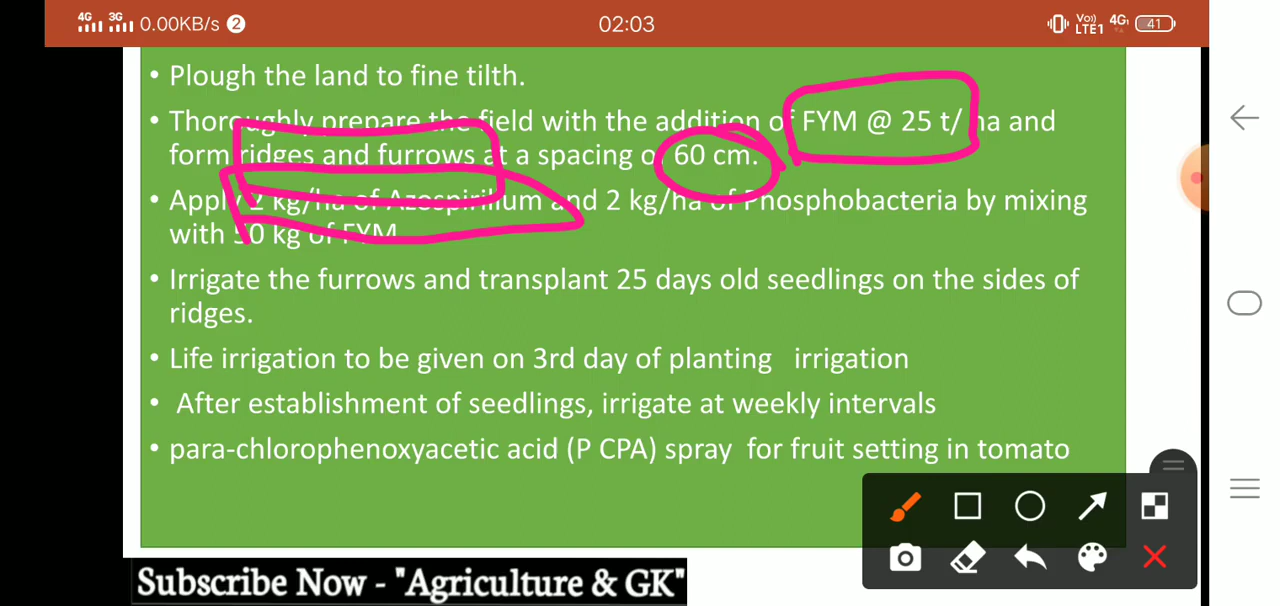 4G 3G 0.00KB/s 2 02:03 Vo) LTE1 4G 41
• Plough the land to fine tilth.
• Thoroughly prepare the field with the addition of FYM @ 25 t/ ha and
form ridges and furrows at a spacing of 60 cm.
• Apply 2 kg/ha of Azospirillum and 2 kg/ha of Phosphobacteria by mixing
with 50 kg of FYM.
• Irrigate the furrows and transplant 25 days old seedlings on the sides of
ridges.
• Life irrigation to be given on 3rd day of planting irrigation
• After establishment of seedlings, irrigate at weekly intervals
• para-chlorophenoxyacetic acid (P CPA) spray for fruit setting in tomato
Subscribe Now - "Agriculture & GK"